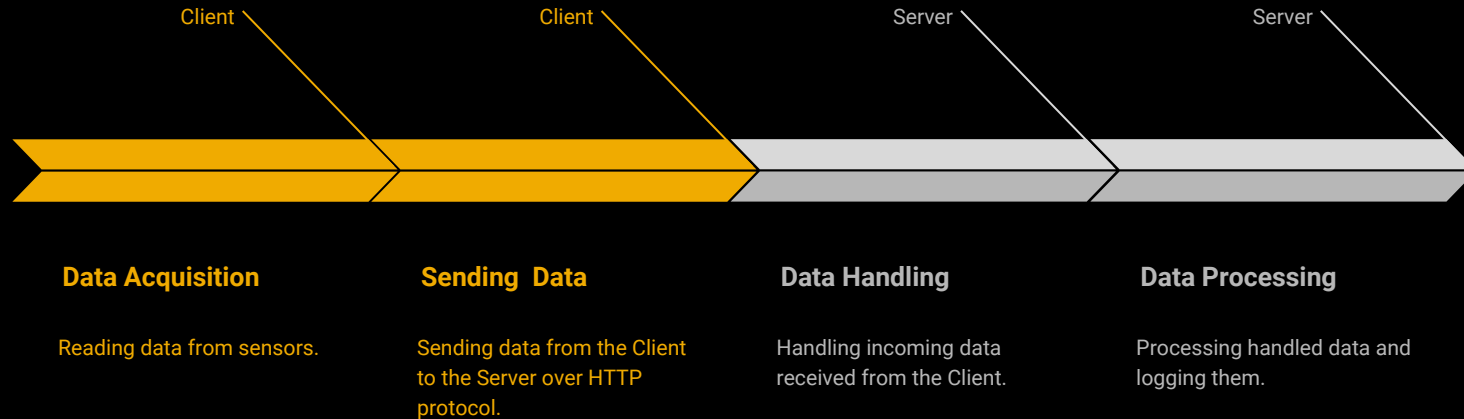 Client
Client
Server
Server
Data Acquisition
Reading data from sensors.
Sending  Data
Sending data from the Client
to the Server over HTTP
protocol.
Data Handling
Handling incoming data
received from the Client.
Data Processing
Processing handled data and
logging them.